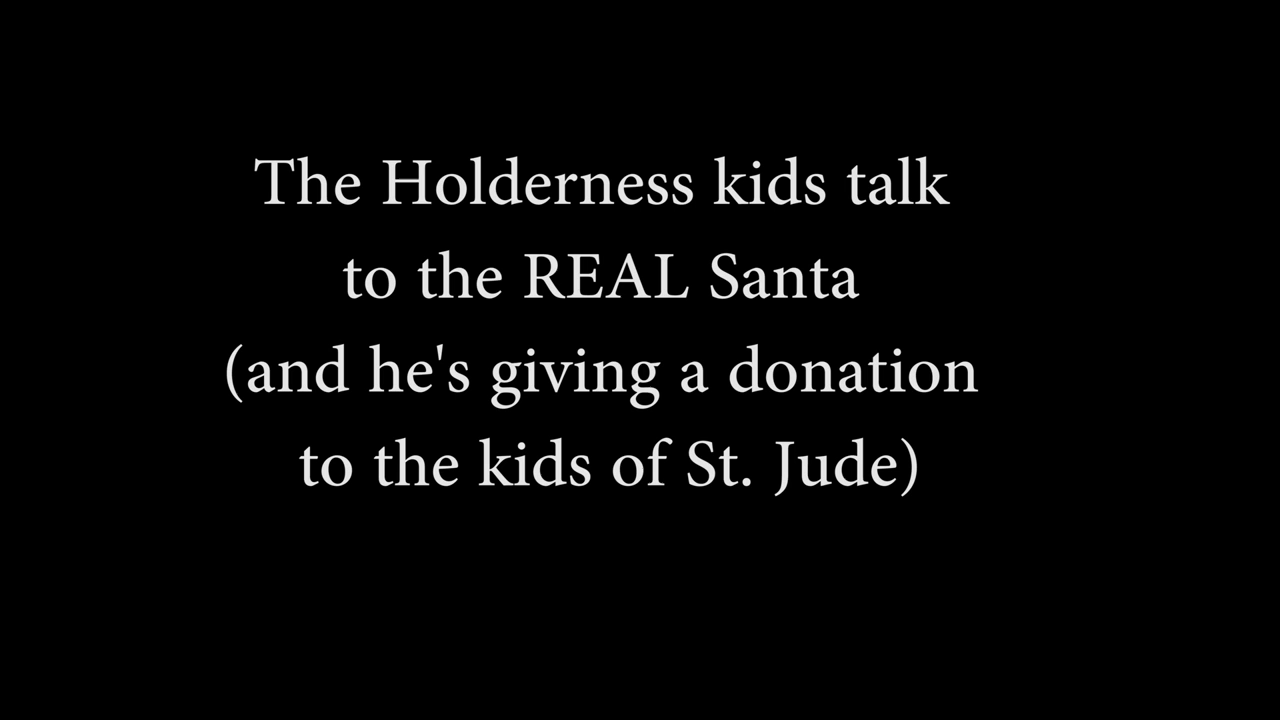 The Holderness kids talk
to the REAL Santa
(and he's giving a donation
to the kids of St. Jude)